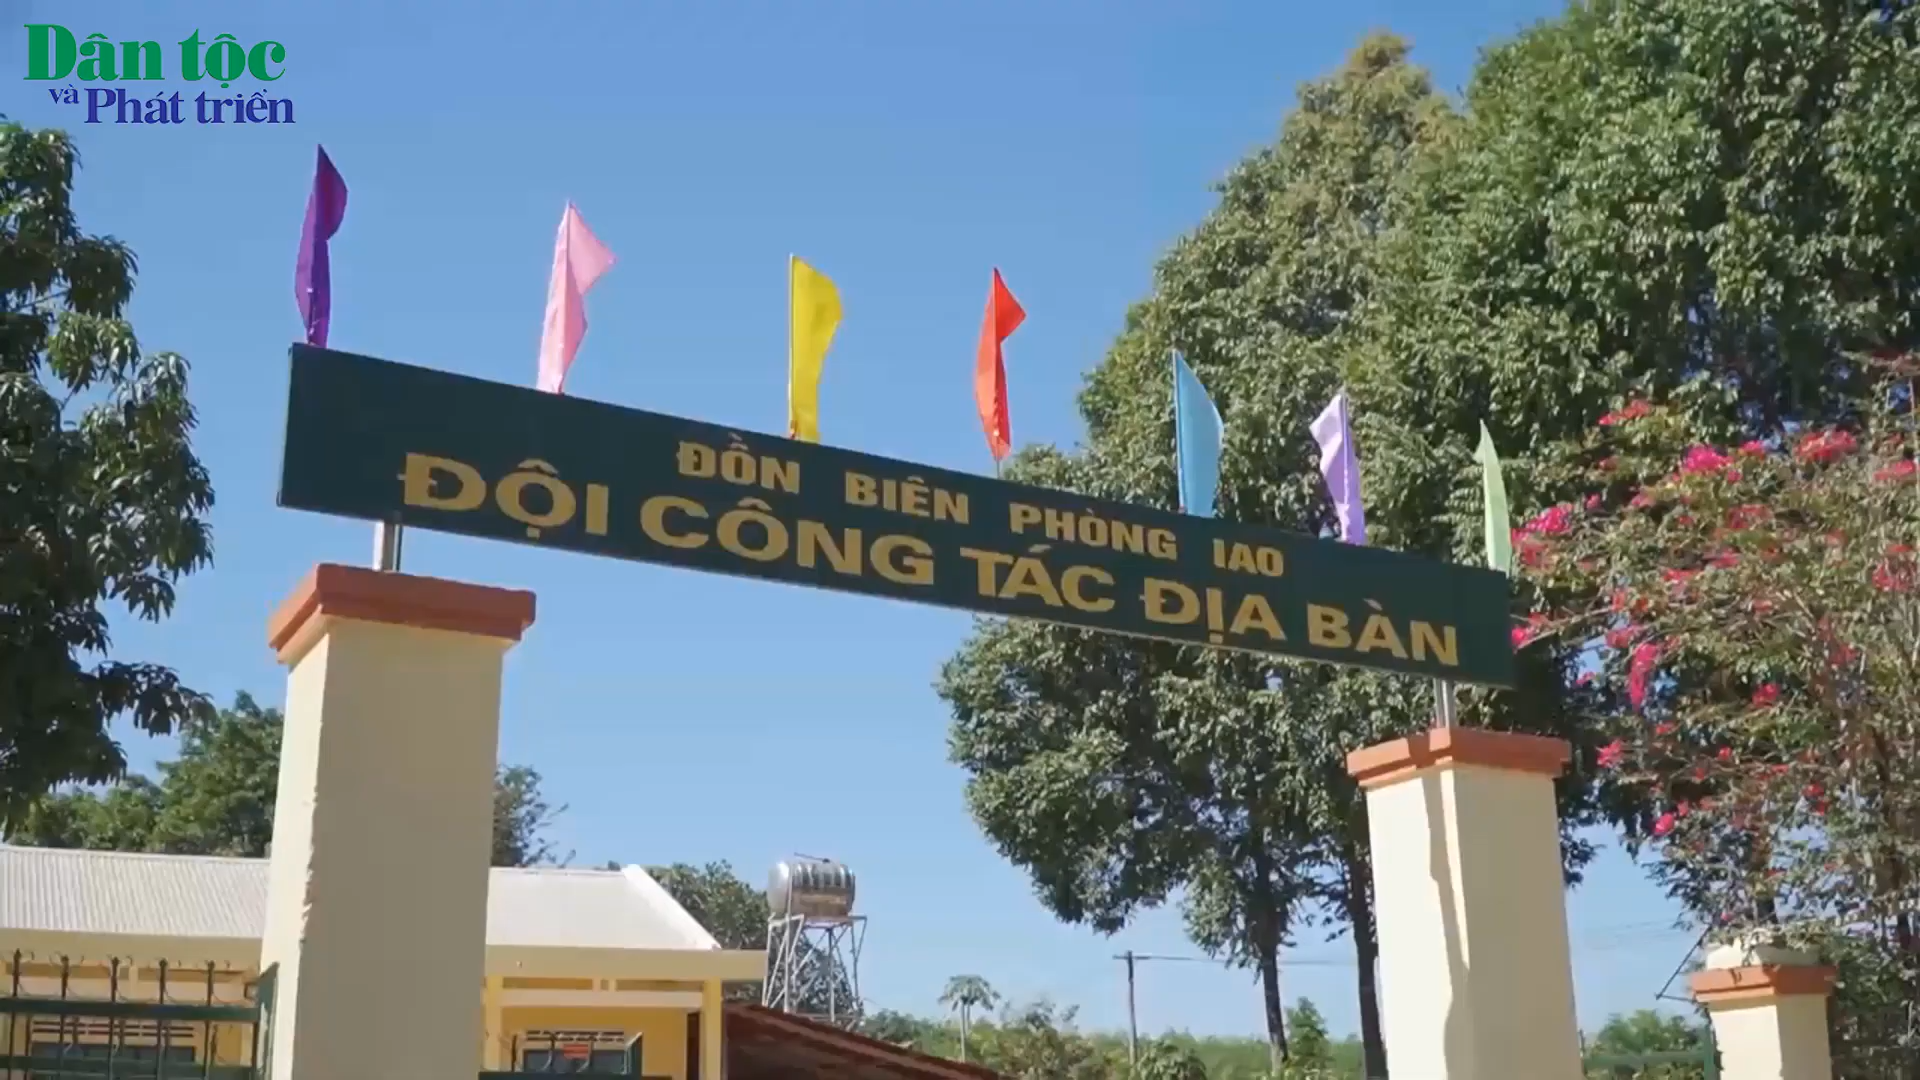 Dân tộc
và Phát triển
ĐỒN BIÊN PHÒNG IAO
ĐỘI CÔNG TÁC ĐỊA BÀN